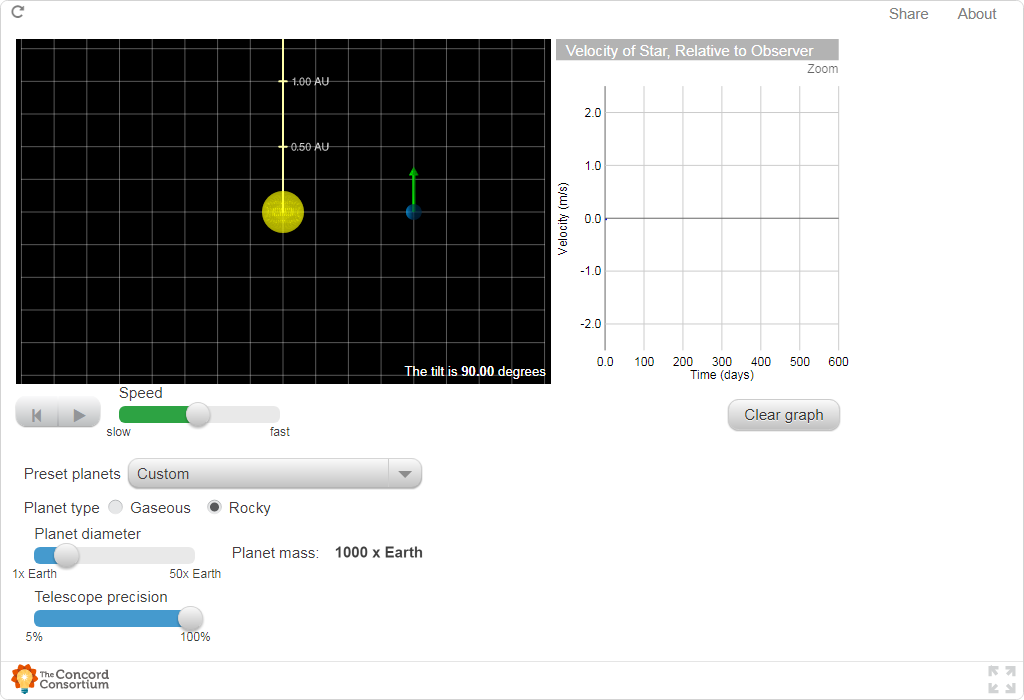 Share About
Velocity of Star, Relative to Observer
Zoom
1.00 AU
0.50 AU
The tilt is 90.00 degrees
2.0
1.0
0.0
-1.0
-2.0
Velocity (m/s)
0.0 100 200 300 400 500 600
Time (days)
Speed
slow fast
Clear graph
Preset planets Custom
Planet type Gaseous Rocky
Planet diameter
1x Earth 50x Earth
Planet mass: 1000 x Earth
Telescope precision
5% 100%
The Concord
Consortium